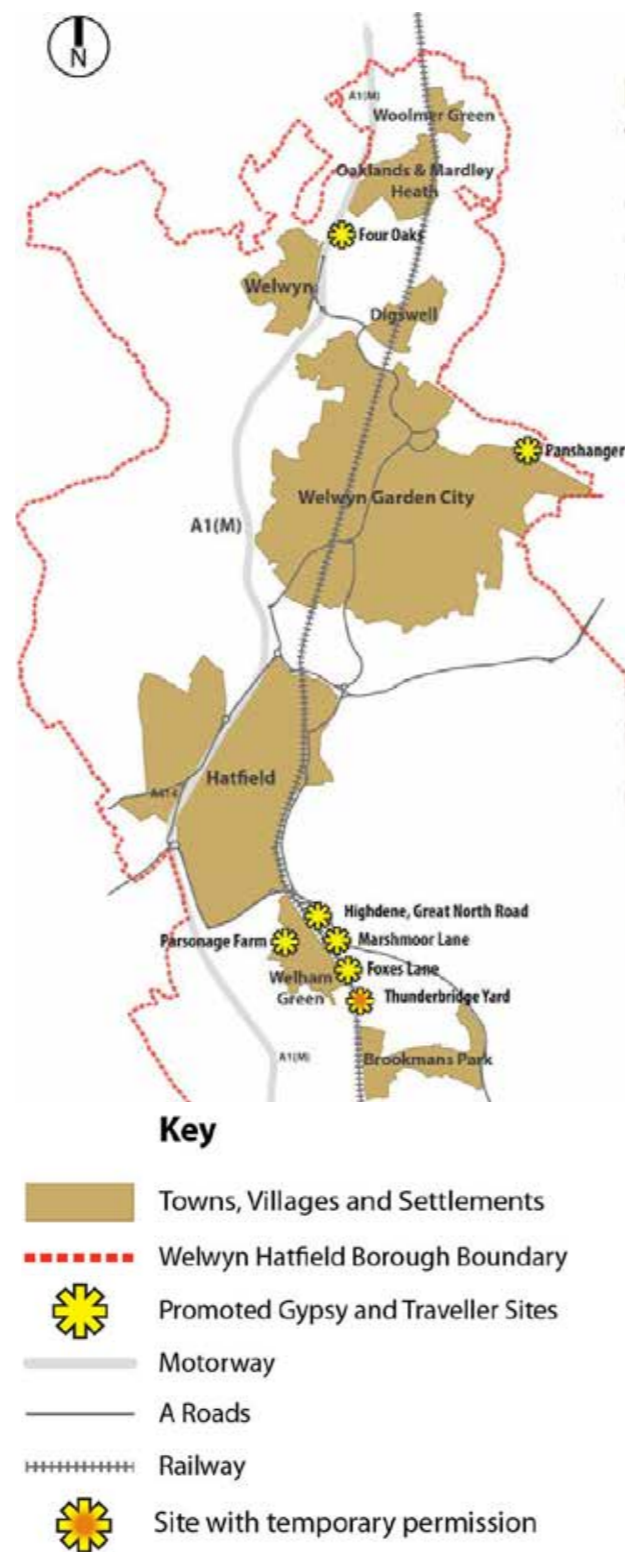 N
A1(M)
Woolmer Green
Oaklands & Mardley
Heath
Four Oaks
Welwyn
Digswell
Panshanger
Welwyn Garden City
A1(M)
Hatfield
A414
Highdene, Great North Road
Parsonage Farm
Marshmoor Lane
Foxes Lane
Welham
Green
Thunderbridge Yard
A1(M)
Brookmans Park
Key
Towns, Villages and Settlements
Welwyn Hatfield Borough Boundary
Promoted Gypsy and Traveller Sites
Motorway
A Roads
Railway
Site with temporary permission